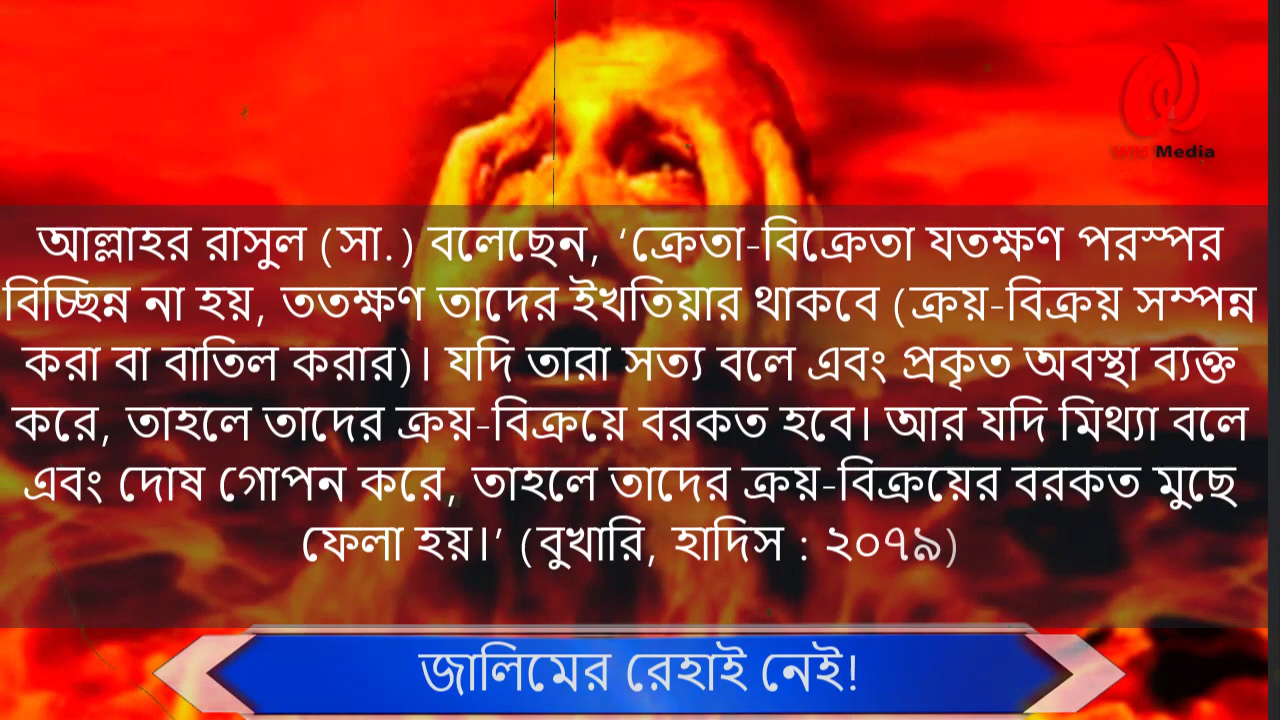 Media
আল্লাহর রাসুল (সা.) বলেছেন, ‘ক্রেতা-বিক্রেতা যতক্ষণ পরস্পর
বিচ্ছিন্ন না হয়, ততক্ষণ তাদের ইখতিয়ার থাকবে (ক্রয়-বিক্রয় সম্পন্ন
করা বা বাতিল করার)। যদি তারা সত্য বলে এবং প্রকৃত অবস্থা ব্যক্ত
করে, তাহলে তাদের ক্রয়-বিক্রয়ে বরকত হবে। আর যদি মিথ্যা বলে
এবং দোষ গোপন করে, তাহলে তাদের ক্রয়-বিক্রয়ের বরকত মুছে
ফেলা হয়।’ (বুখারি, হাদিস : ২০৭৯)
জালিমের রেহাই নেই!